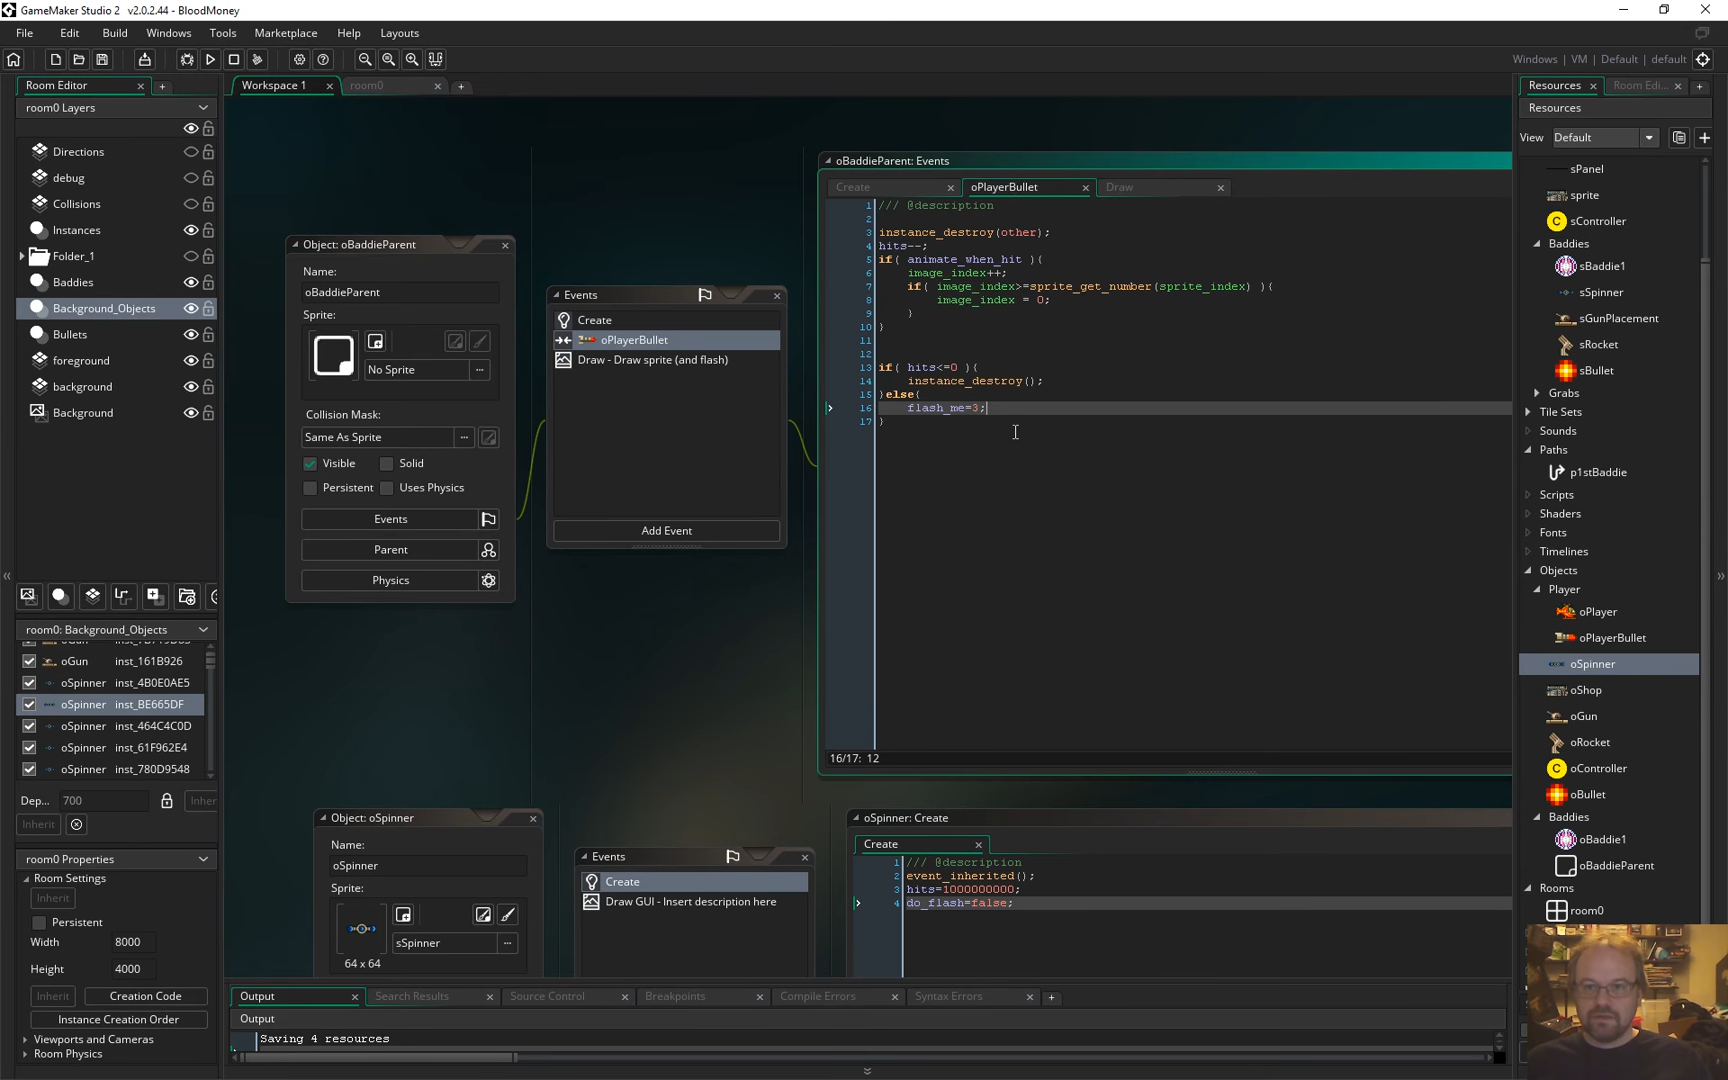 GameMaker Studio 2 v2.0.2.44 - BloodMoney
File Edit Build Windows Tools Marketplace Help Layouts
Windows | VM | Default | default
Room Editor
room0 Layers
Directions
debug
Collisions
Instances
Folder_1
Baddies
Background_Objects
Bullets
foreground
background
Background
room0: Background_Objects
oGun
oGun inst_161B926
oSpinner inst_4B0E0AE5
oSpinner inst_BE665DF
oSpinner inst_464C4C0D
oSpinner inst_61F962E4
oSpinner inst_780D9548
Dep... 700
Inherit
room0 Properties
Room Settings
Inherit
Persistent
Width 8000
Height 4000
Inherit Creation Code
Instance Creation Order
Viewports and Cameras
Room Physics
Workspace 1 room0
Object: oBaddieParent
Name:
oBaddieParent
Sprite:
No Sprite
Collision Mask:
Same As Sprite
Visible Solid
Persistent Uses Physics
Events
Parent
Physics
Events
Create
oPlayerBullet
Draw - Draw sprite (and flash)
Add Event
oBaddieParent: Events
Create oPlayerBullet Draw
1 /// @description
2
3 instance_destroy(other);
4 hits--;
5 if( animate_when_hit ){
6 image_index++;
7 if( image_index>=sprite_get_number(sprite_index) ){
8 image_index = 0;
9 }
10 }
11
12
13 if( hits<=0 ){
14 instance_destroy();
15 }else{
16 flash_me=3;
17 }
16/17: 12
Object: oSpinner
Name:
oSpinner
Sprite:
sSpinner
64 x 64
Events
Create
Draw GUI - Insert description here
oSpinner: Create
Create
1 /// @description
2 event_inherited();
3 hits=1000000000;
4 do_flash=false;
Output Search Results Source Control Breakpoints Compile Errors Syntax Errors
Output
Saving 4 resources
Resources Room Edi...
Resources
View Default
sPanel
sprite
sController
Baddies
sBaddie1
sSpinner
sGunPlacement
sRocket
sBullet
Grabs
Tile Sets
Sounds
Paths
p1stBaddie
Scripts
Shaders
Fonts
Timelines
Objects
Player
oPlayer
oPlayerBullet
oSpinner
oShop
oGun
oRocket
oController
oBullet
Baddies
oBaddie1
oBaddieParent
Rooms
room0